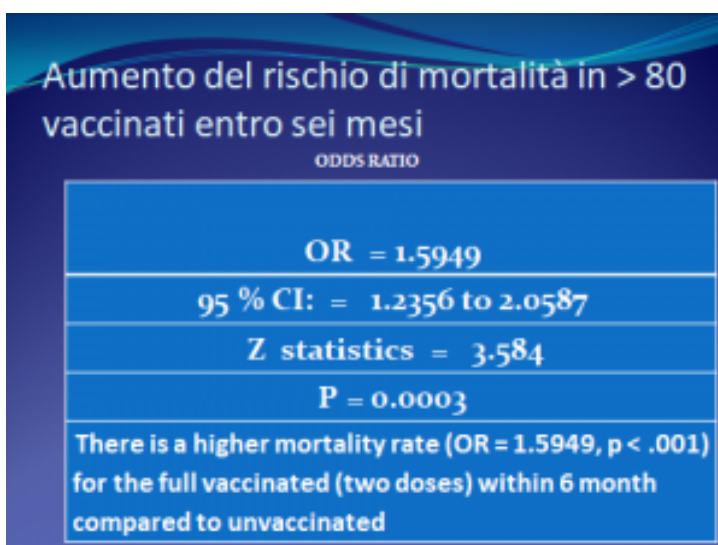 Aumento del rischio di mortalità in > 80
vaccinati entro sei mesi
ODDS RATIO
OR = 1.5949
95 % CI: = 1.2356 to 2.0587
Z statistics = 3.584
P = 0.0003
There is a higher mortality rate (OR = 1.5949, p < .001)
for the full vaccinated (two doses) within 6 month
compared to unvaccinated